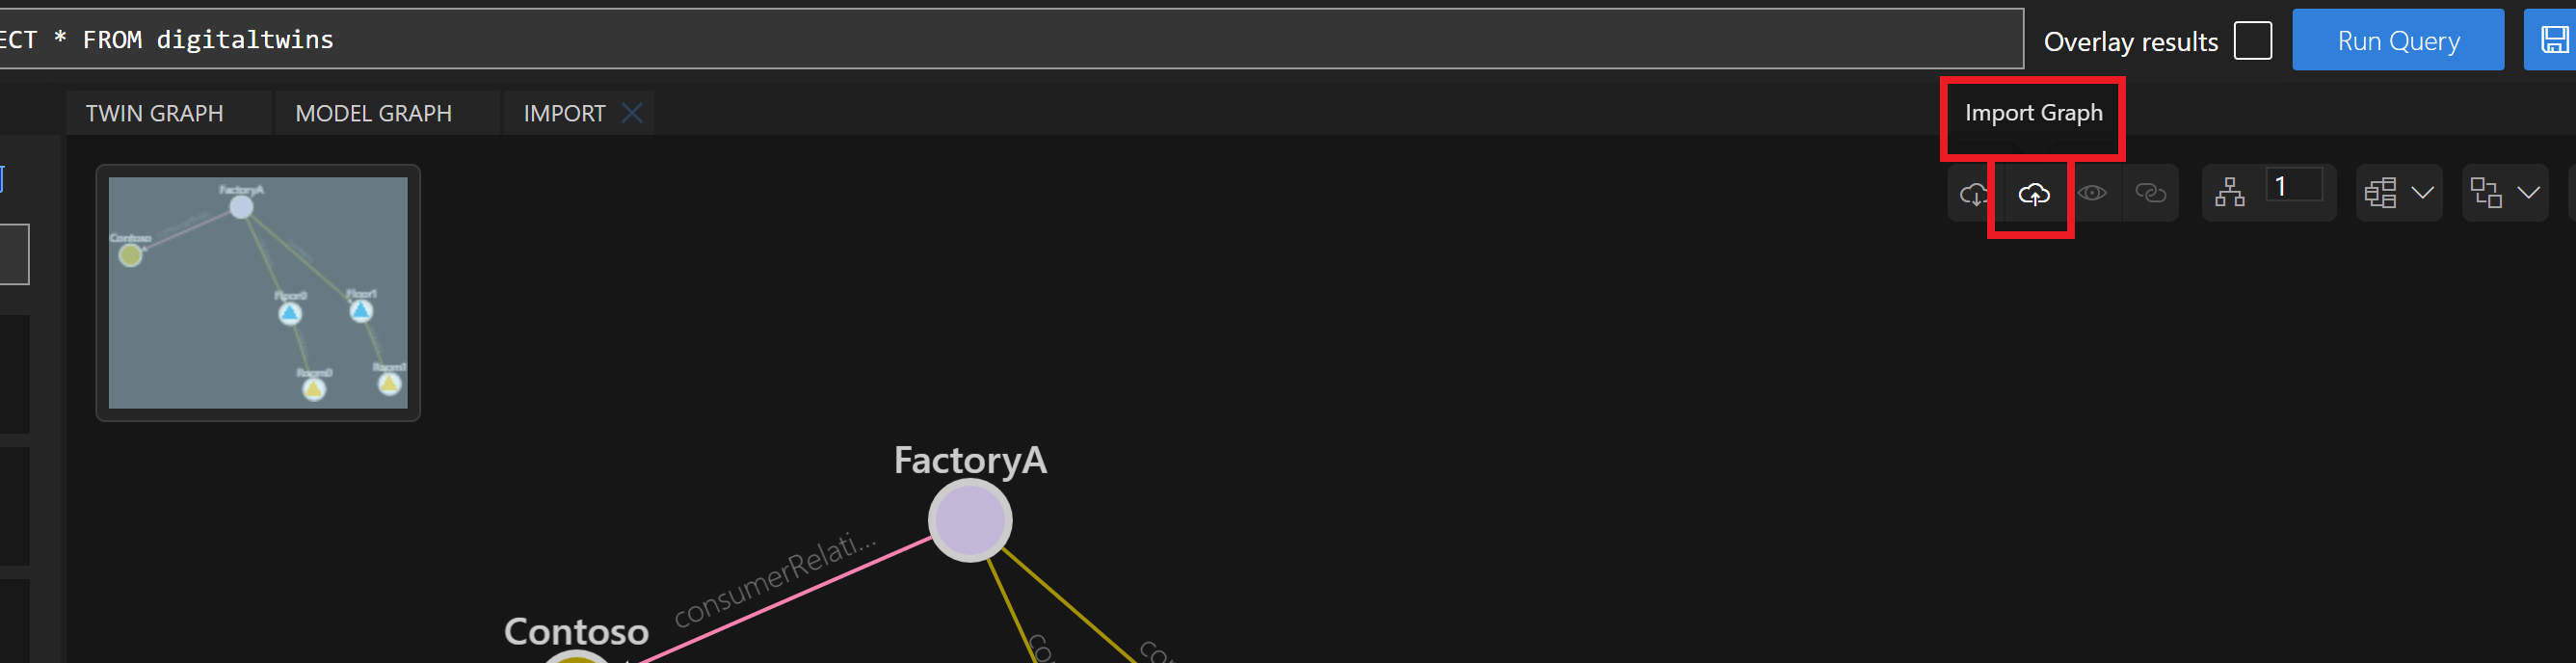 ECT * FROM digitaltwins
Overlay results
Run Query
TWIN GRAPH
MODEL GRAPH
IMPORT
Import Graph
1
FactoryA
Contoso
Floor0
Floor1
Room0
Room1
FactoryA
consumerRelati...
Contoso
co
co